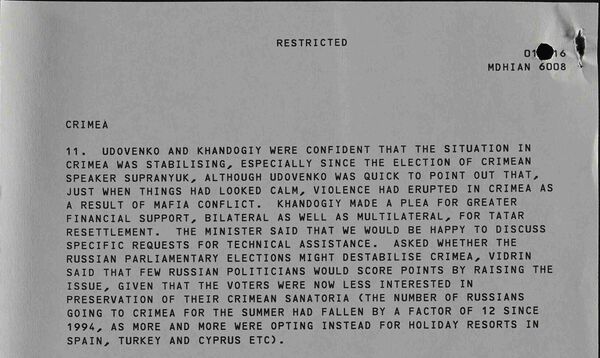 RESTRICTED
01 16
MDHIAN 6008
CRIMEA
11. UDOVENKO AND KHANDOGIY WERE CONFIDENT THAT THE SITUATION IN
CRIMEA WAS STABILISING, ESPECIALLY SINCE THE ELECTION OF CRIMEAN
SPEAKER SUPRANYUK, ALTHOUGH UDOVENKO WAS QUICK TO POINT OUT THAT,
JUST WHEN THINGS HAD LOOKED CALM, VIOLENCE HAD ERUPTED IN CRIMEA AS
A RESULT OF MAFIA CONFLICT. KHANDOGIY MADE A PLEA FOR GREATER
FINANCIAL SUPPORT, BILATERAL AS WELL AS MULTILATERAL, FOR TATAR
RESETTLEMENT. THE MINISTER SAID THAT WE WOULD BE HAPPY TO DISCUSS
SPECIFIC REQUESTS FOR TECHNICAL ASSISTANCE. ASKED WHETHER THE
RUSSIAN PARLIAMENTARY ELECTIONS MIGHT DESTABILISE CRIMEA, VIDRIN
SAID THAT FEW RUSSIAN POLITICIANS WOULD SCORE POINTS BY RAISING THE
ISSUE, GIVEN THAT THE VOTERS WERE NOW LESS INTERESTED IN
PRESERVATION OF THEIR CRIMEAN SANATORIA (THE NUMBER OF RUSSIANS
GOING TO CRIMEA FOR THE SUMMER HAD FALLEN BY A FACTOR OF 12 SINCE
1994, AS MORE AND MORE WERE OPTING INSTEAD FOR HOLIDAY RESORTS IN
SPAIN, TURKEY AND CYPRUS ETC).